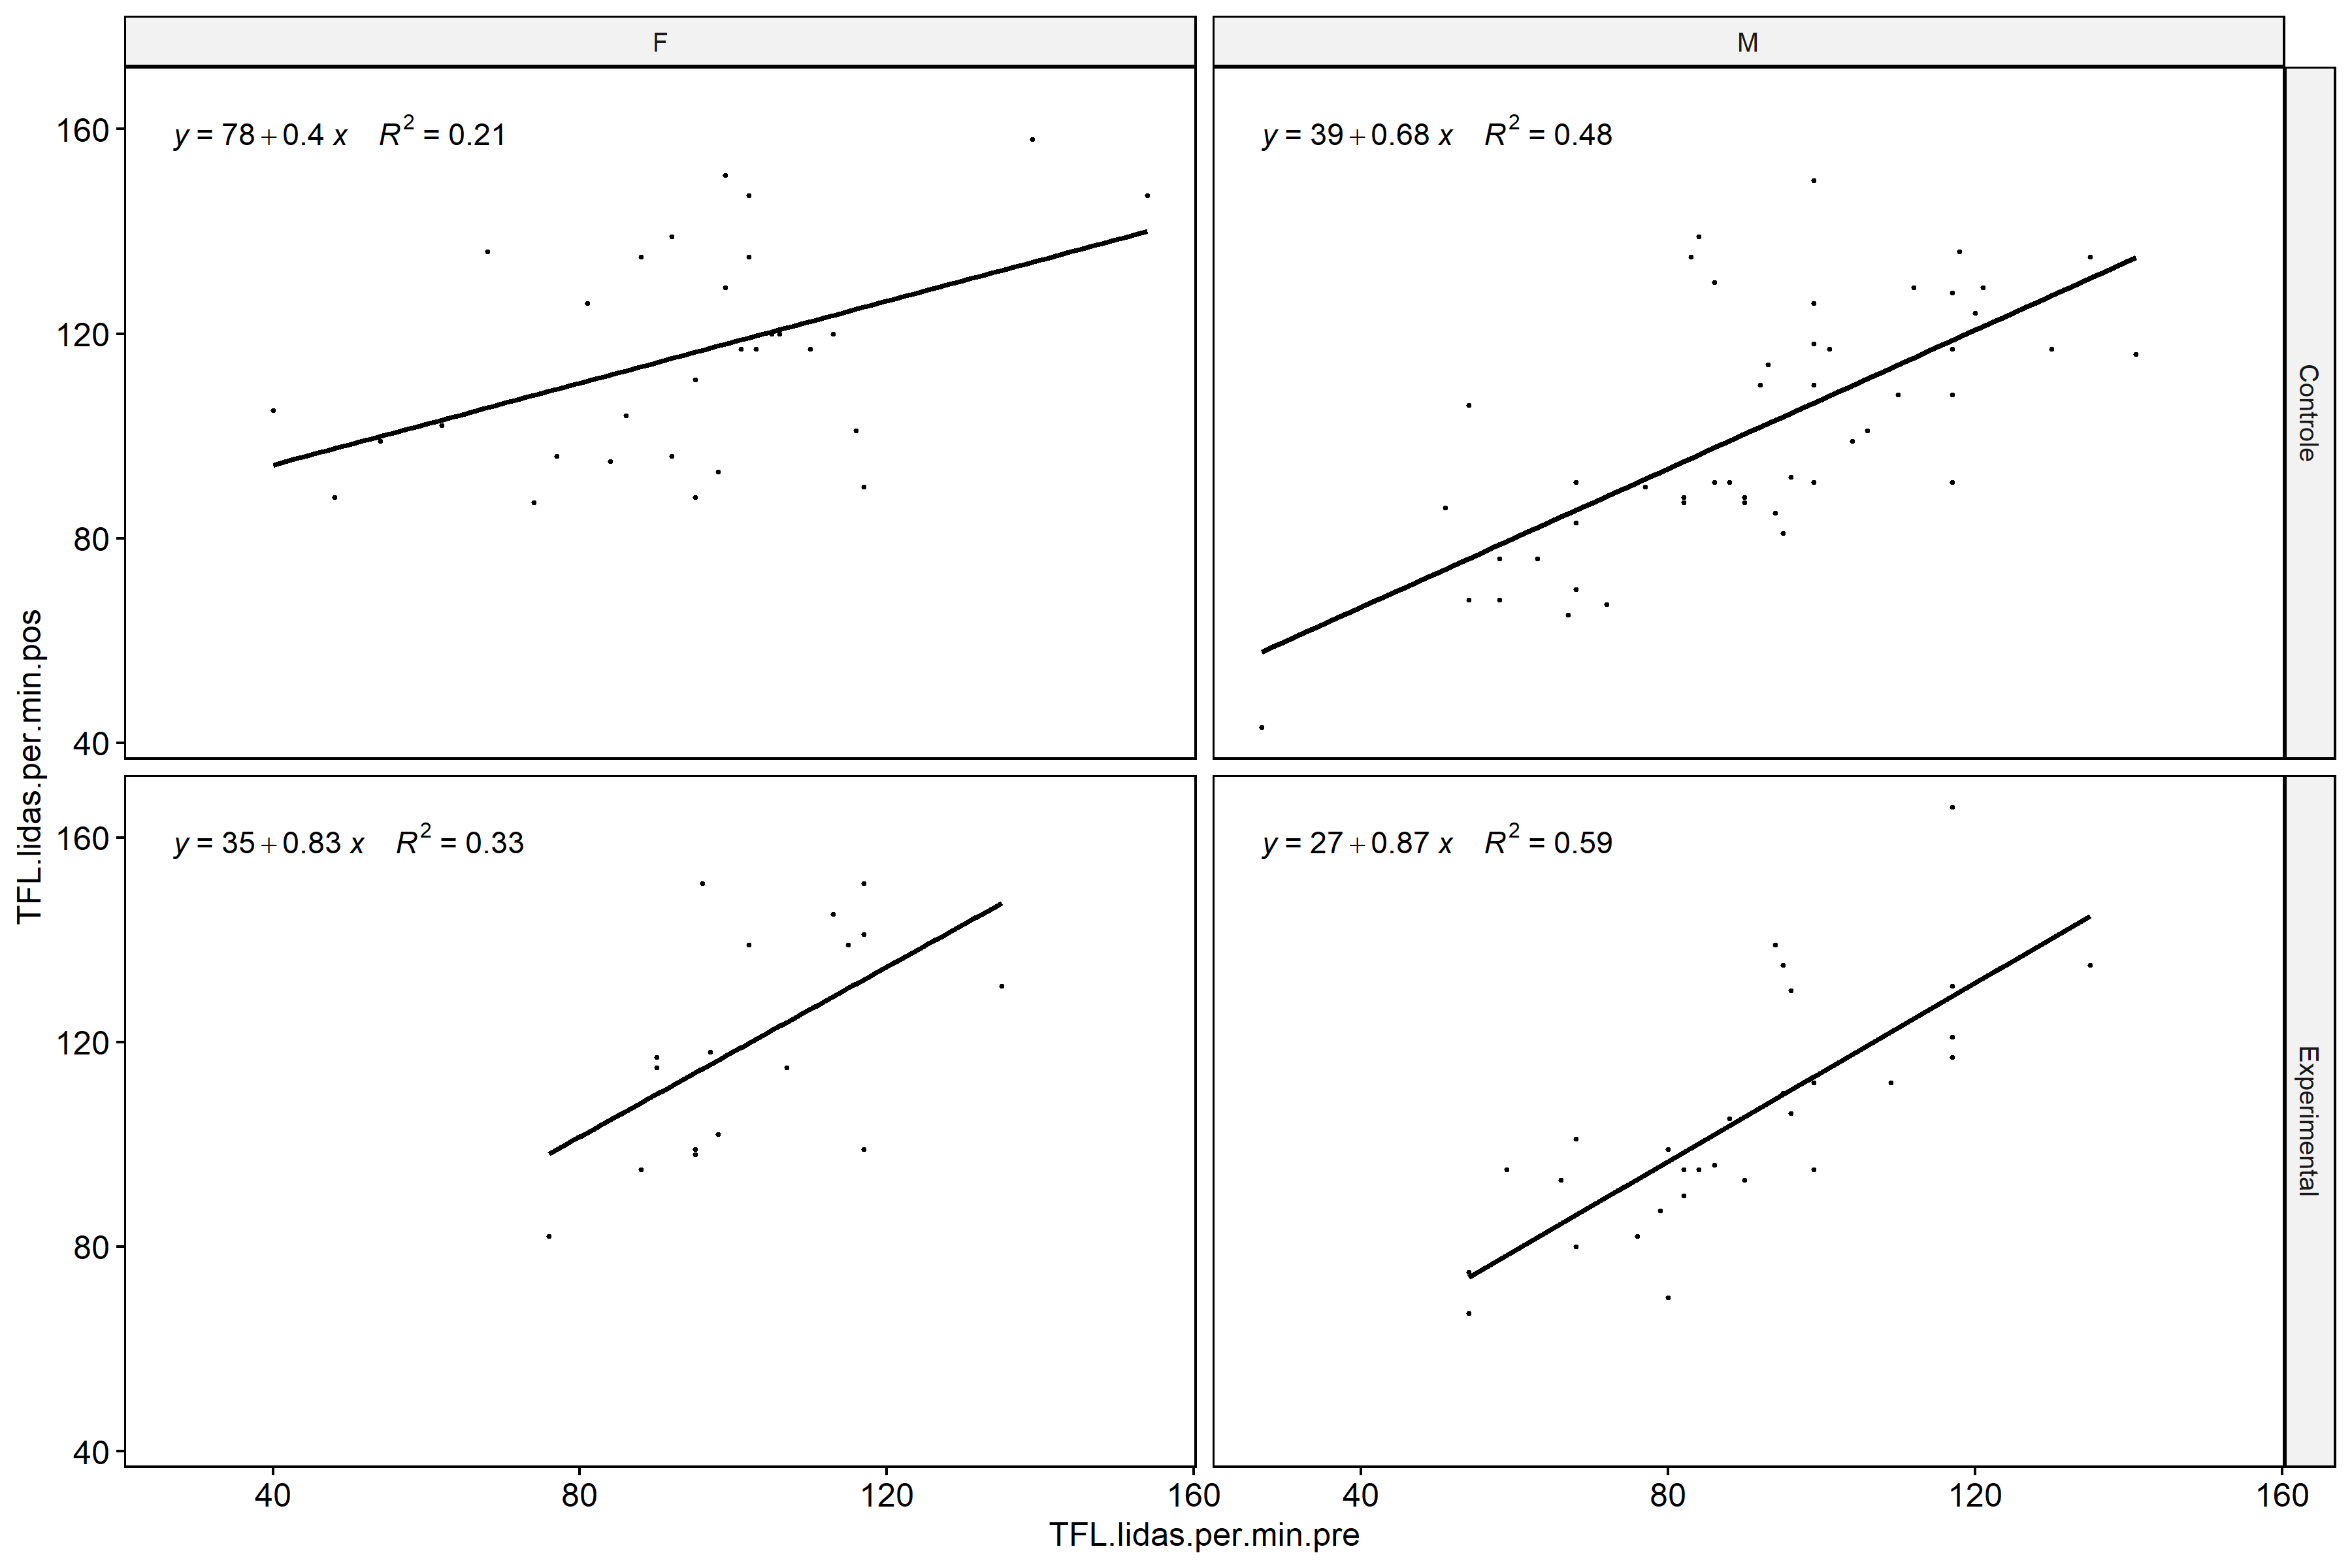 F
M
y = 78 + 0.4 x R² = 0.21
y = 39 + 0.68 x R² = 0.48
Controle
160
120
80
40
y = 35 + 0.83 x R² = 0.33
y = 27 + 0.87 x R² = 0.59
Experimental
160
120
80
40
TFL.lidas.per.min.pos
40 80 120 160 40 80 120 160
TFL.lidas.per.min.pre